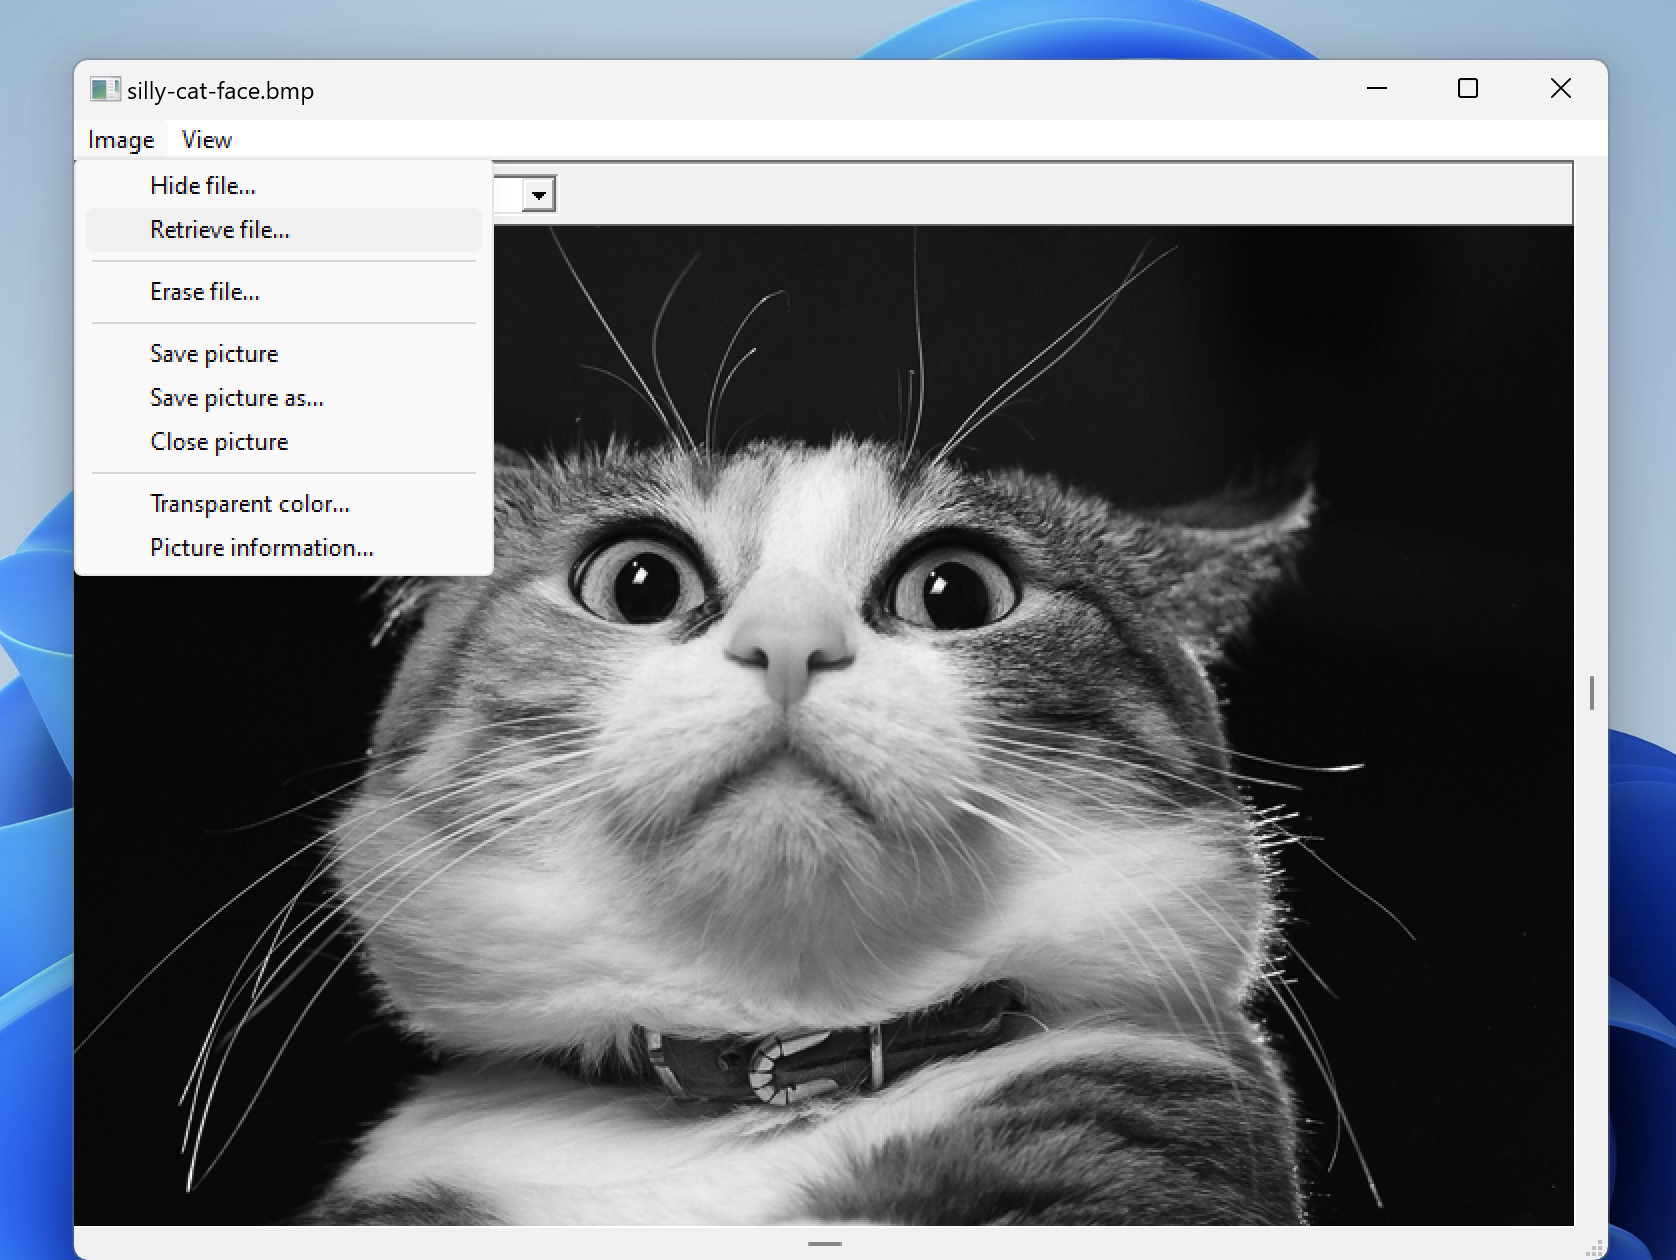 silly-cat-face.bmp
Image View
Hide file...
Retrieve file...
Erase file...
Save picture
Save picture as...
Close picture
Transparent color...
Picture information...